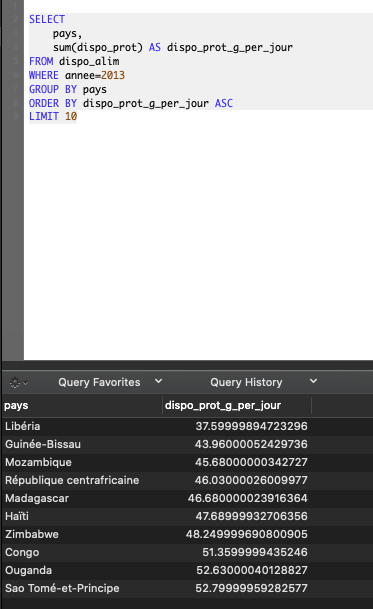 SELECT
pays,
sum(dispo_prot) AS dispo_prot_g_per_jour
FROM dispo_alim
WHERE annee=2013
GROUP BY pays
ORDER BY dispo_prot_g_per_jour ASC
LIMIT 10
Query Favorites Query History
pays dispo_prot_g_per_jour
Libéria 37.59999894723296
Guinée-Bissau 43.96000052429736
Mozambique 45.68000000342727
République centrafricaine 46.03000026009977
Madagascar 46.680000023916364
Haïti 47.68999932706356
Zimbabwe 48.249999690800905
Congo 51.3599999435246
Ouganda 52.63000040128827
Sao Tomé-et-Principe 52.79999959282577